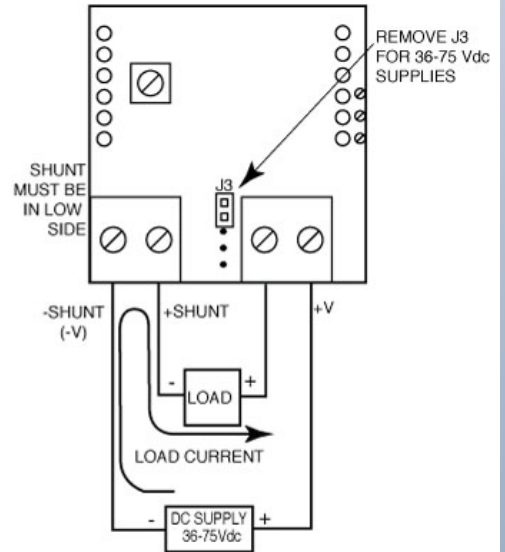 REMOVE J3
FOR 36-75 Vdc
SUPPLIES
SHUNT
MUST BE
IN LOW
SIDE
J3
-SHUNT
(-V)
+SHUNT
+V
- LOAD +
LOAD CURRENT
- DC SUPPLY +
36-75Vdc